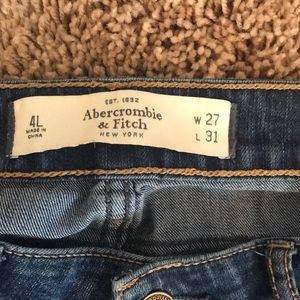 EST. 1892
4L
MADE IN
CHINA
Abercrombie
& Fitch
NEW YORK
W 27
L 31